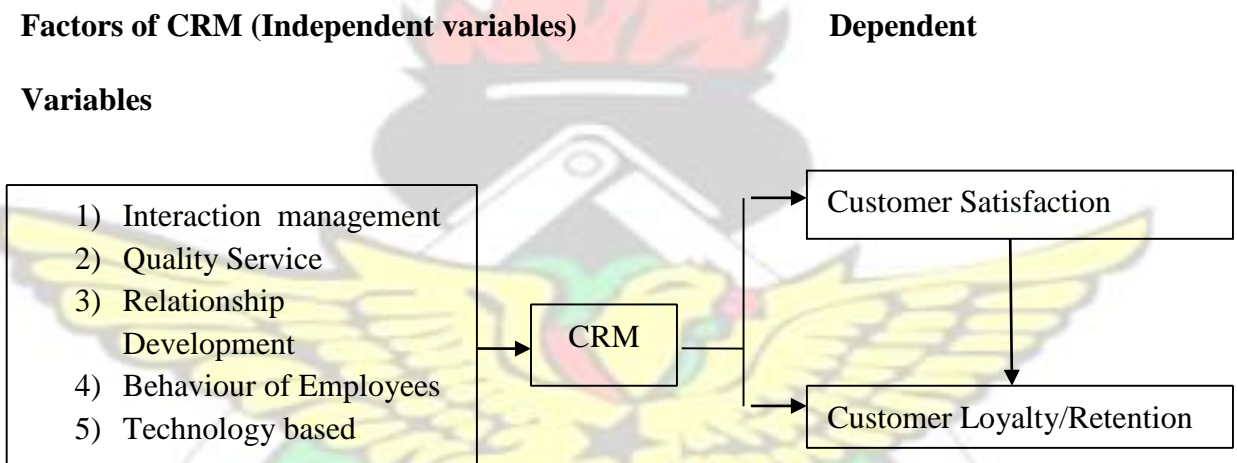 Factors of CRM (Independent variables) Dependent
Variables
1) Interaction management
2) Quality Service
3) Relationship
Development
4) Behaviour of Employees
5) Technology based
CRM
Customer Satisfaction
Customer Loyalty/Retention